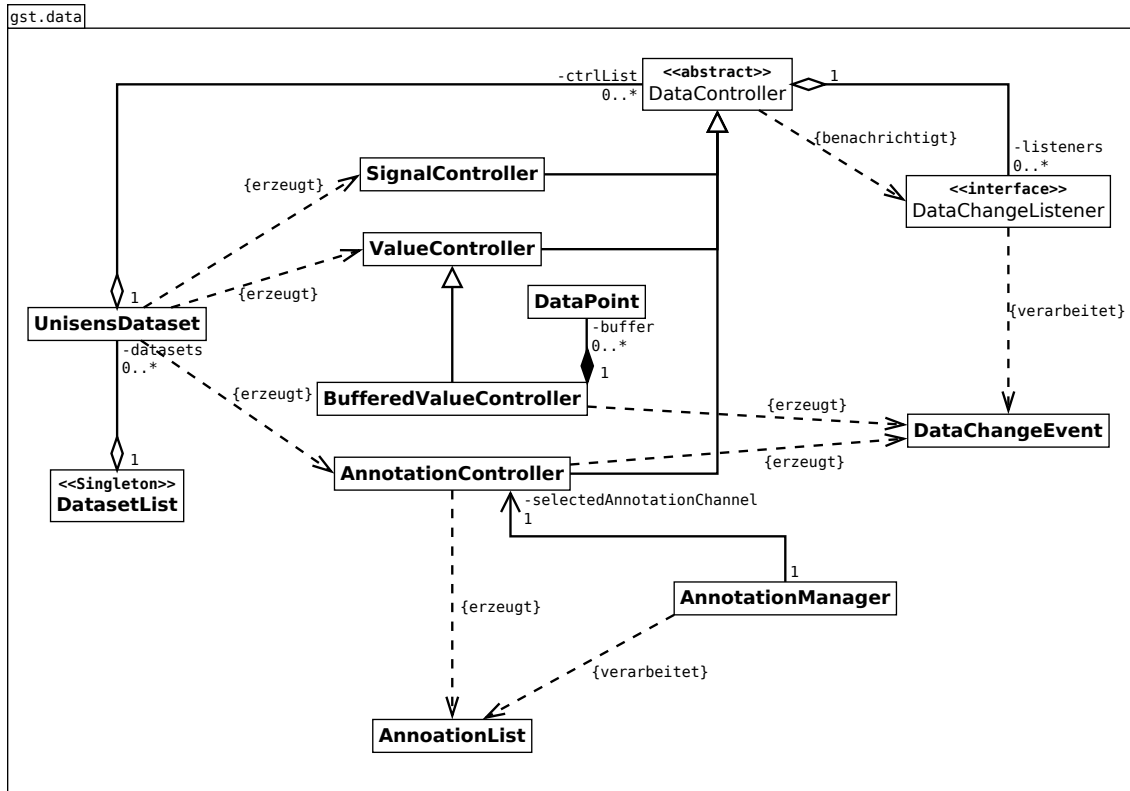 gst.data
-ctrlList
0..*
<<abstract>>
DataController
1
{benachrichtigt}
-listeners
0..*
<<interface>>
DataChangeListener
{erzeugt}
SignalController
ValueController
{erzeugt}
1
UnisensDataset
DataPoint
-buffer
0..*
1
{verarbeitet}
-datasets
0..*
{erzeugt}
BufferedValueController
{erzeugt}
DataChangeEvent
1
<<Singleton>>
DatasetList
AnnotationController
{erzeugt}
-selectedAnnotationChannel
1
1
AnnotationManager
{erzeugt}
{verarbeitet}
AnnoationList